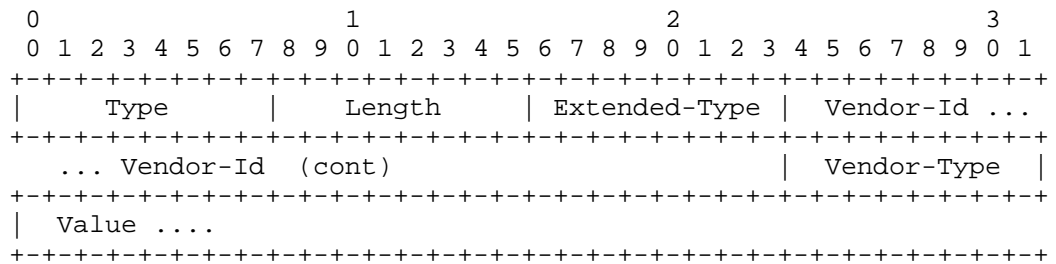 0                   1                   2                   3
 0 1 2 3 4 5 6 7 8 9 0 1 2 3 4 5 6 7 8 9 0 1 2 3 4 5 6 7 8 9 0 1
+-+-+-+-+-+-+-+-+-+-+-+-+-+-+-+-+-+-+-+-+-+-+-+-+-+-+-+-+-+-+-+-+
|     Type      |    Length     | Extended-Type |  Vendor-Id ...
+-+-+-+-+-+-+-+-+-+-+-+-+-+-+-+-+-+-+-+-+-+-+-+-+-+-+-+-+-+-+-+-+
   ... Vendor-Id  (cont)                        |  Vendor-Type  |
+-+-+-+-+-+-+-+-+-+-+-+-+-+-+-+-+-+-+-+-+-+-+-+-+-+-+-+-+-+-+-+-+
|  Value ....
+-+-+-+-+-+-+-+-+-+-+-+-+-+-+-+-+-+-+-+-+-+-+-+-+-+-+-+-+-+-+-+-+